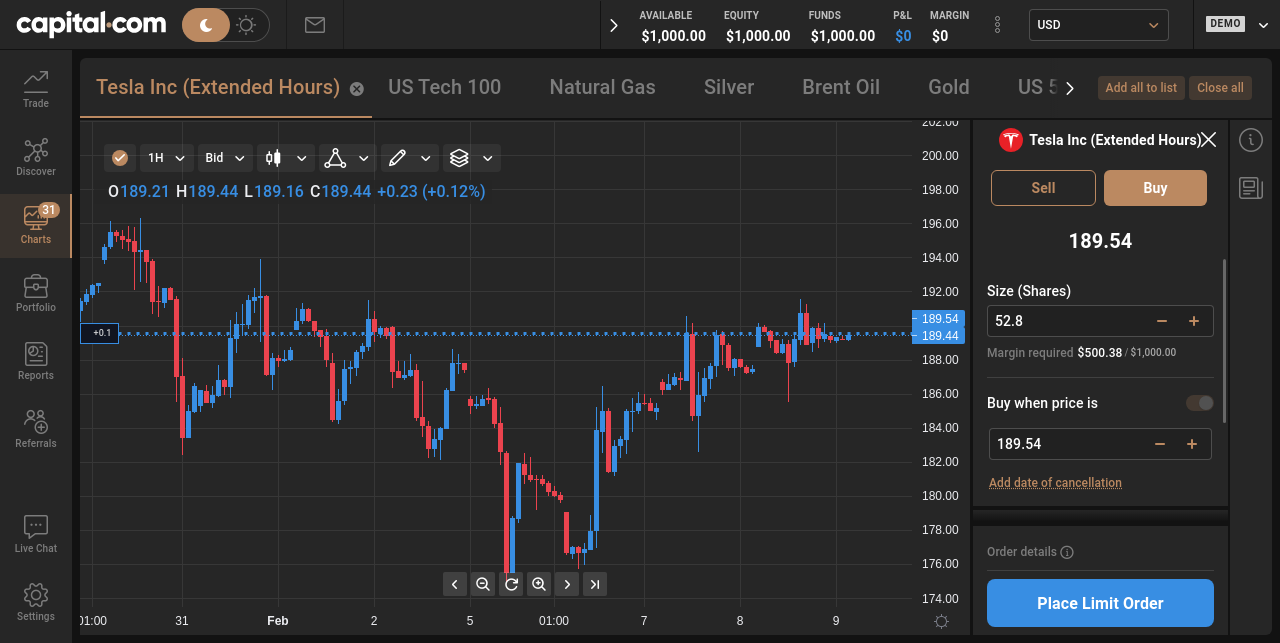 capital.com
AVAILABLE EQUITY FUNDS P&L MARGIN
$1,000.00 $1,000.00 $1,000.00 $0 $0
USD
DEMO
Trade
Discover
31
Charts
Portfolio
Reports
Referrals
Live Chat
Settings
Tesla Inc (Extended Hours) US Tech 100 Natural Gas Silver Brent Oil Gold US 5
Add all to list Close all
1H Bid
O189.21 H189.44 L189.16 C189.44 +0.23 (+0.12%)
+0.1
202.00
200.00
198.00
196.00
194.00
192.00
189.54
189.44
188.00
186.00
184.00
182.00
180.00
178.00
176.00
174.00
01:00 31 Feb 2 5 01:00 7 8 9
Tesla Inc (Extended Hours)
Sell Buy
189.54
Size (Shares)
52.8
Margin required $500.38 / $1,000.00
Buy when price is
189.54
Add date of cancellation
Order details
Place Limit Order